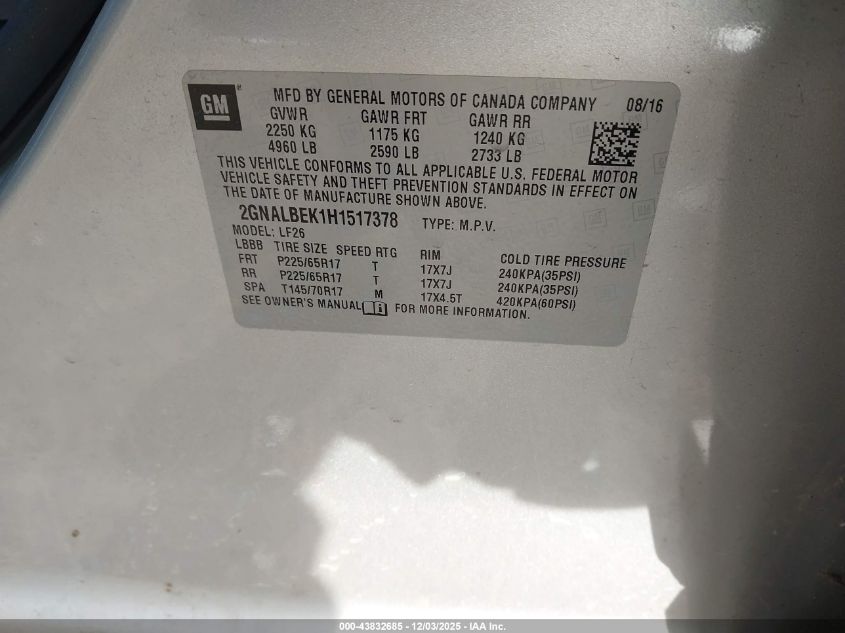 GM
MFD BY GENERAL MOTORS OF CANADA COMPANY 08/16
GVWR GAWR FRT GAWR RR
2250 KG 1175 KG 1240 KG
4960 LB 2590 LB 2733 LB
THIS VEHICLE CONFORMS TO ALL APPLICABLE U.S. FEDERAL MOTOR
VEHICLE SAFETY AND THEFT PREVENTION STANDARDS IN EFFECT ON
THE DATE OF MANUFACTURE SHOWN ABOVE.
2GNALBEK1H1517378 TYPE: M.P.V.
MODEL: LF26
LBBB TIRE SIZE SPEED RTG RIM COLD TIRE PRESSURE
FRT P225/65R17 T 17X7J 240KPA(35PSI)
RR P225/65R17 T 17X7J 240KPA(35PSI)
SPA T145/70R17 M 17X4.5T 420KPA(60PSI)
SEE OWNER'S MANUAL FOR MORE INFORMATION.
000-43832685 - 12/03/2025 - IAA Inc.